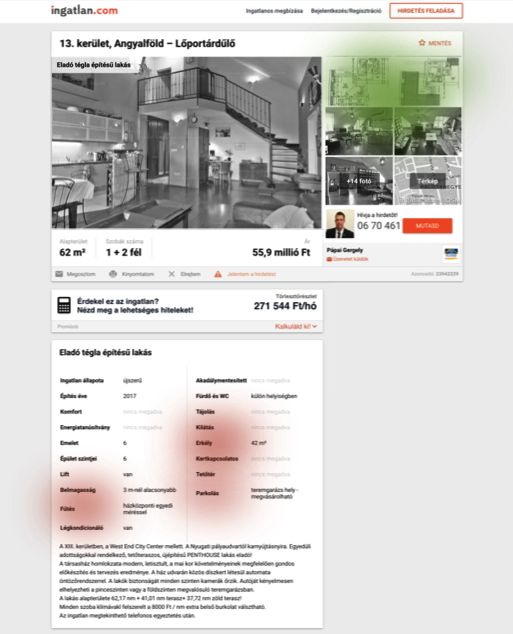 ingatlan.com
Ingatlanos megbízása
Bejelentkezés/Regisztráció
HIRDETÉS FELADÁSA
13. kerület, Angyalföld – Lőportárdűlő
MENTÉS
Eladó tégla építésű lakás
+14 fotó
Térkép
Hívja a hirdetőt!
06 70 461
MUTASD
Alapterület
Szobák száma
Ár
62 m²
1 + 2 fél
55,9 millió Ft
Pápai Gergely
Üzenetet küldök
Megosztom
Kinyomtatom
Elrejtem
Jelentem a hirdetést
Azonosító: 23942239
Érdekel ez az ingatlan?
Nézd meg a lehetséges hiteleket!
Törlesztőrészlet
271 544 Ft/hó
Promóció
Kalkuláld ki!
Eladó tégla építésű lakás
Ingatlan állapota újszerű
Építés éve 2017
Komfort nincs megadva
Energiatanúsítvány nincs megadva
Emelet 6
Épület szintjei 6
Lift van
Belmagasság 3 m-nél alacsonyabb
Fűtés házközponti egyedi
méréssel
Légkondicionáló van
Akadálymentesített nincs megadva
Fürdő és WC külön helyiségben
Tájolás nincs megadva
Kilátás nincs megadva
Erkély 42 m²
Kertkapcsolatos nincs megadva
Tetőtér nincs megadva
Parkolás teremgarázs hely -
megvásárolható
A XIII. kerületben, a West End City Center mellett. A Nyugati pályaudvartól karnyújtásnyira. Egyedüli
adottságokkal rendelkező, tetőteraszos, újépítésű PENTHOUSE lakás eladó!
A társasház homlokzata modern, letisztult, a mai kor követelményeinek megfelelően gondos
előkészítés és tervezés eredménye. A ház udvarán közös díszkert létesül automata
öntözőrendszerrel. A lakók biztonságát minden szinten kamerák őrzik. Autóját kényelmesen
elhelyezheti a pinceszinten vagy a földszinten megvalósuló teremgarázsban.
A lakás alapterülete 62,17 nm + 41,01 nm terasz+ 37,72 nm zöld terasz!
Minden szoba klímával felszerelt a 8000 Ft / nm extra belső burkolat választható.
Az ingatlan megtekinthető telefonos egyeztetés után.